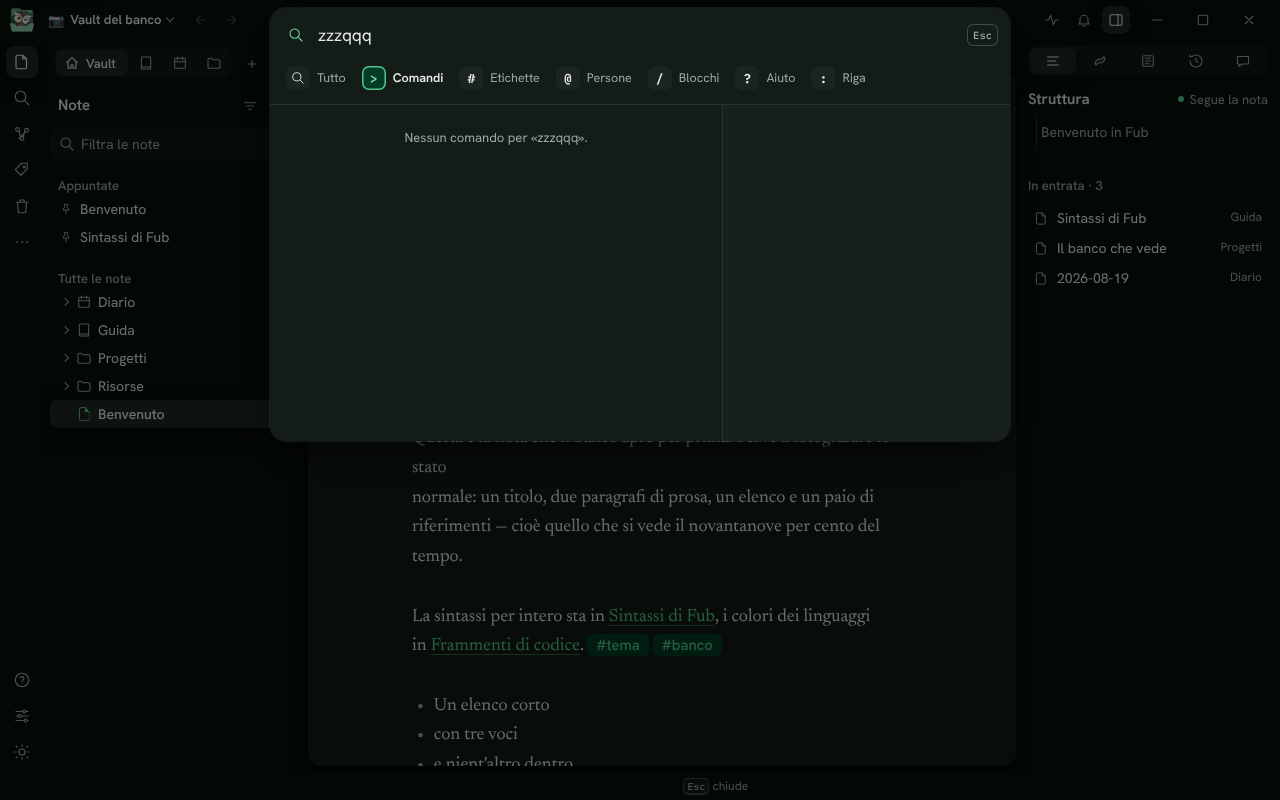 Vault del banco
zzzqqq
Esc
Tutto
> Comandi
# Etichette
@ Persone
/ Blocchi
? Aiuto
: Riga
Nessun comando per «zzzqqq».
Vault
Note
Filtra le note
Appuntate
Benvenuto
Sintassi di Fub
Tutte le note
Diario
Guida
Progetti
Risorse
Benvenuto
stato
normale: un titolo, due paragrafi di prosa, un elenco e un paio di
riferimenti — cioè quello che si vede il novantanove per cento del
tempo.
La sintassi per intero sta in Sintassi di Fub, i colori dei linguaggi
in Frammenti di codice. #tema #banco
• Un elenco corto
• con tre voci
• e nient'altro dentro
Struttura
Segue la nota
Benvenuto in Fub
In entrata · 3
Sintassi di Fub Guida
Il banco che vede Progetti
2026-08-19 Diario
Esc chiude